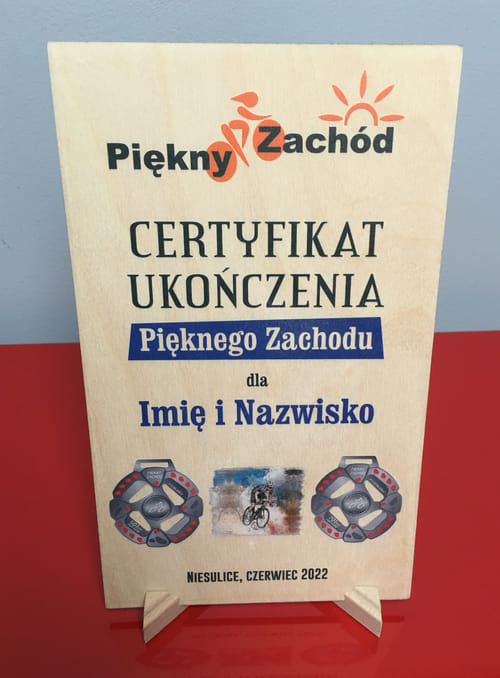 Piękny Zachód
CERTYFIKAT
UKOŃCZENIA
Pięknego Zachodu
dla
Imię i Nazwisko
NIESULICE, CZERWIEC 2022